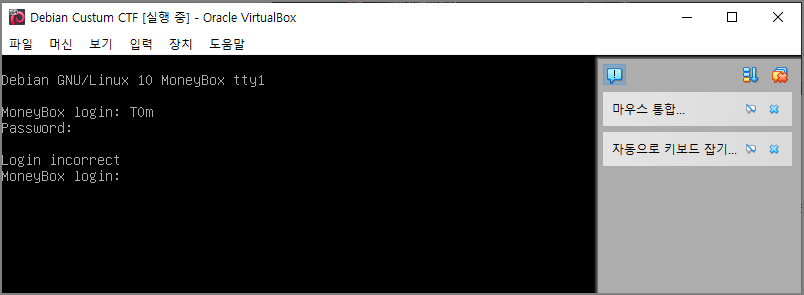 Debian Custum CTF [실행 중] - Oracle VirtualBox
파일 머신 보기 입력 장치 도움말
Debian GNU/Linux 10 MoneyBox tty1
MoneyBox login: T0m
Password:
Login incorrect
MoneyBox login:
마우스 통합...
자동으로 키보드 잡기...